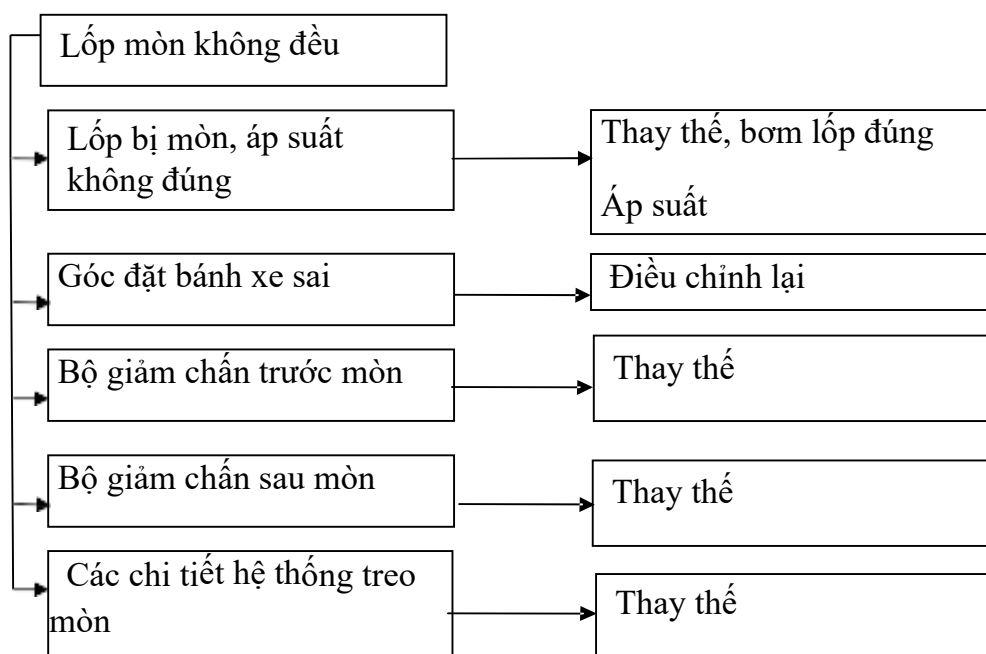 Lốp mòn không đều
Lốp bị mòn, áp suất
không đúng
Thay thế, bơm lốp đúng
Áp suất
Góc đặt bánh xe sai
Điều chỉnh lại
Bộ giảm chấn trước mòn
Thay thế
Bộ giảm chấn sau mòn
Thay thế
Các chi tiết hệ thống treo
mòn
Thay thế